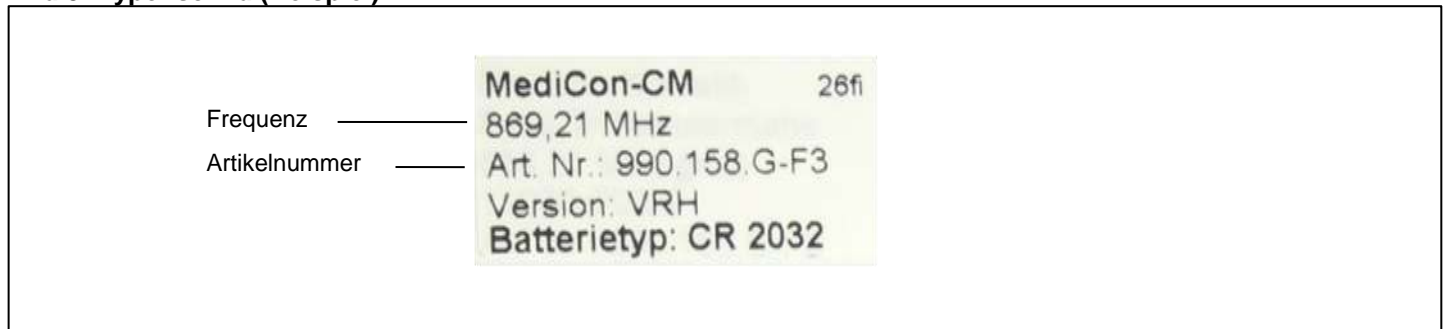 MediCon-CM 26fi
Frequenz 869,21 MHz
Artikelnummer Art. Nr.: 990.158.G-F3
Version: VRH
Batterietyp: CR 2032